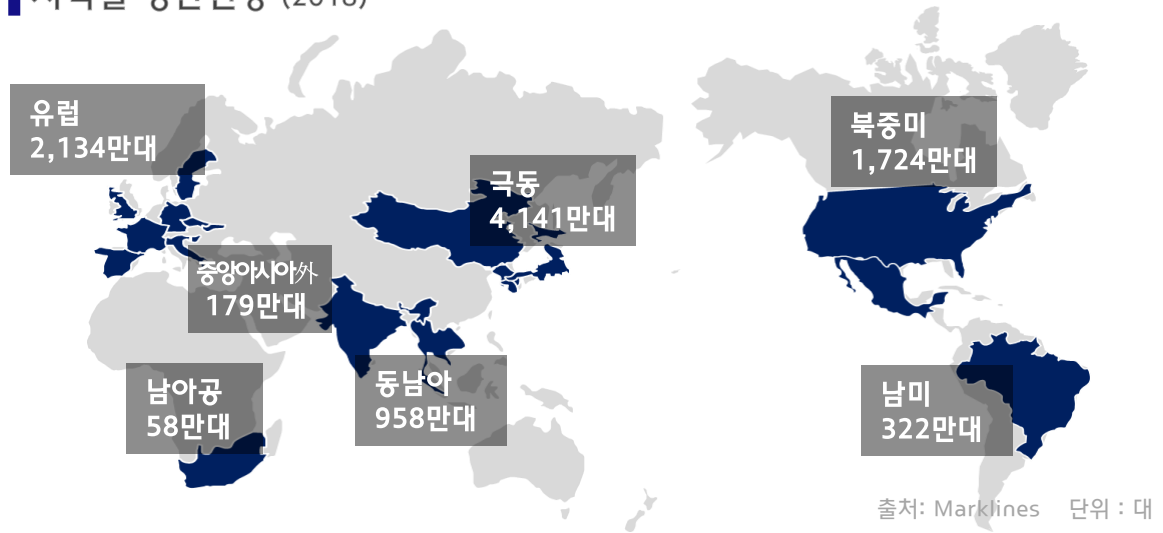 (2018)
유럽
2,134만대
극동
4,141만대
북중미
1,724만대
중앙아시아外
179만대
남아공
58만대
동남아
958만대
남미
322만대
출처: Marklines 단위 : 대